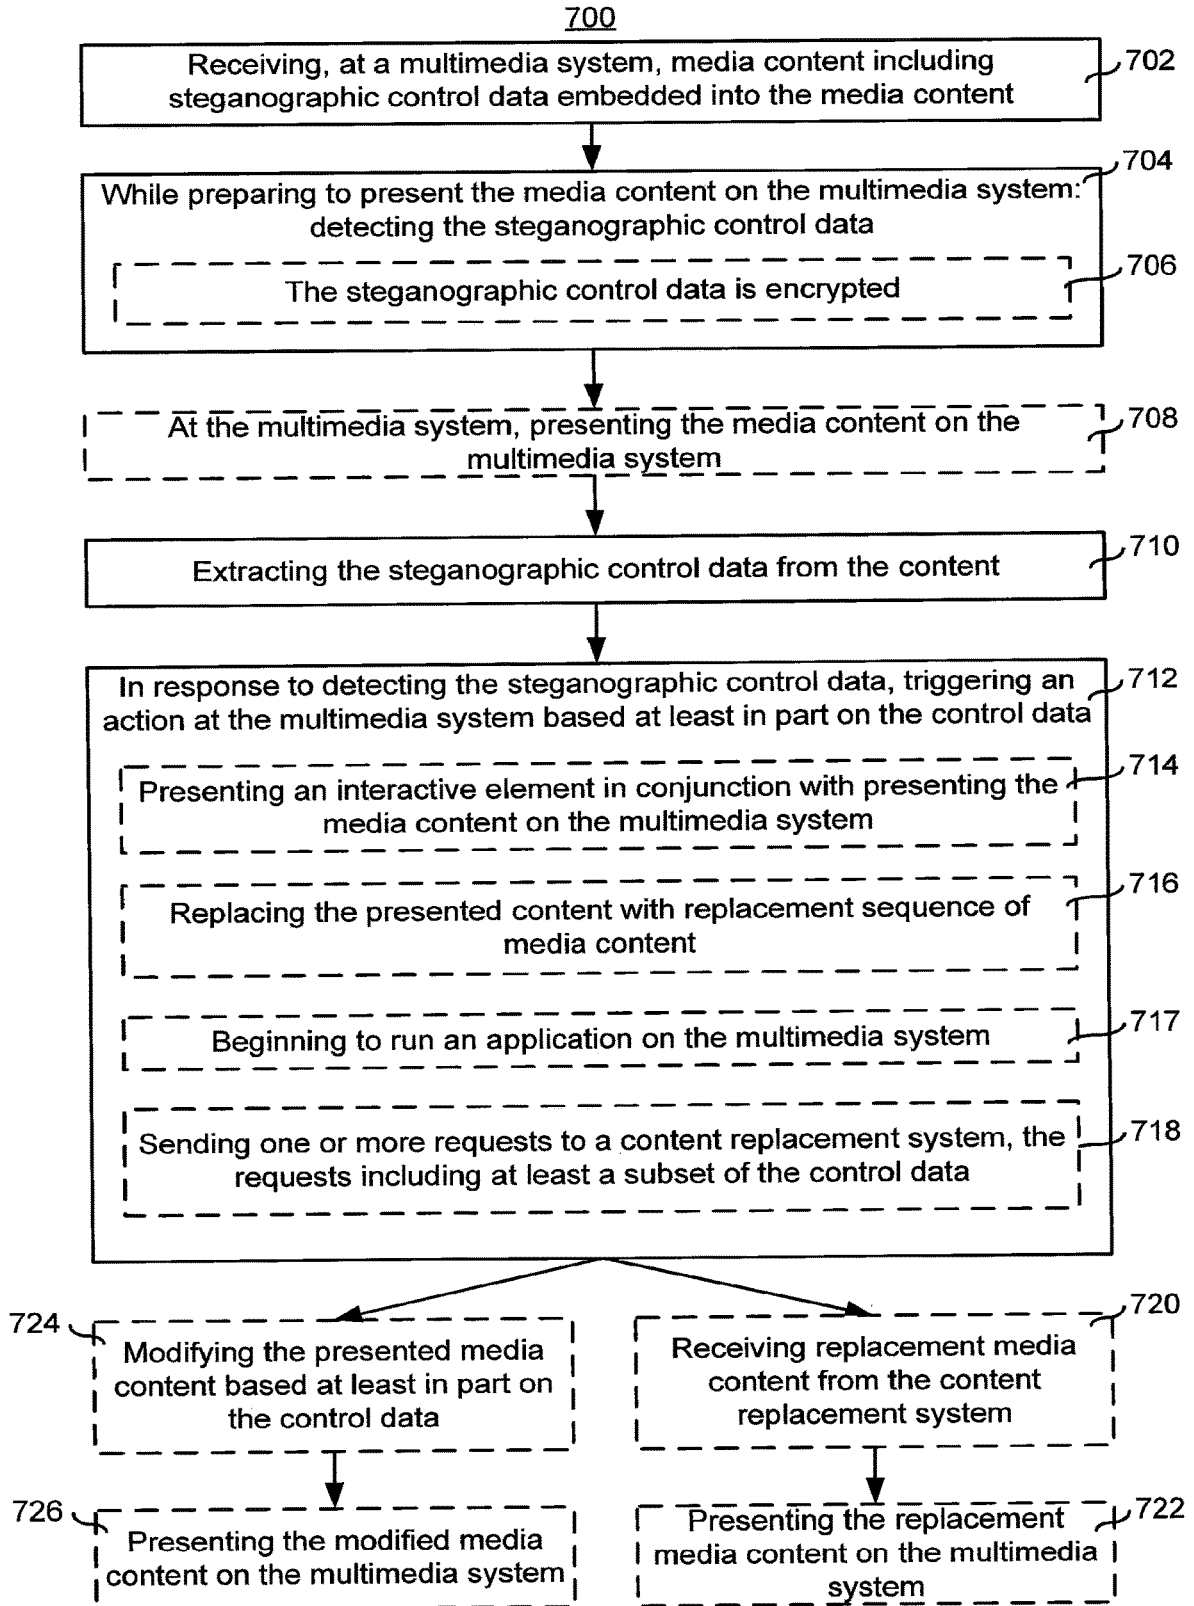 700
Receiving, at a multimedia system, media content including
steganographic control data embedded into the media content
702
While preparing to present the media content on the multimedia system:
detecting the steganographic control data
704
The steganographic control data is encrypted
706
At the multimedia system, presenting the media content on the
multimedia system
708
Extracting the steganographic control data from the content
710
In response to detecting the steganographic control data, triggering an
action at the multimedia system based at least in part on the control data
712
Presenting an interactive element in conjunction with presenting the
media content on the multimedia system
714
Replacing the presented content with replacement sequence of
media content
716
Beginning to run an application on the multimedia system
717
Sending one or more requests to a content replacement system, the
requests including at least a subset of the control data
718
724
Modifying the presented media
content based at least in part on
the control data
720
Receiving replacement media
content from the content
replacement system
726
Presenting the modified media
content on the multimedia system
722
Presenting the replacement
media content on the multimedia
system